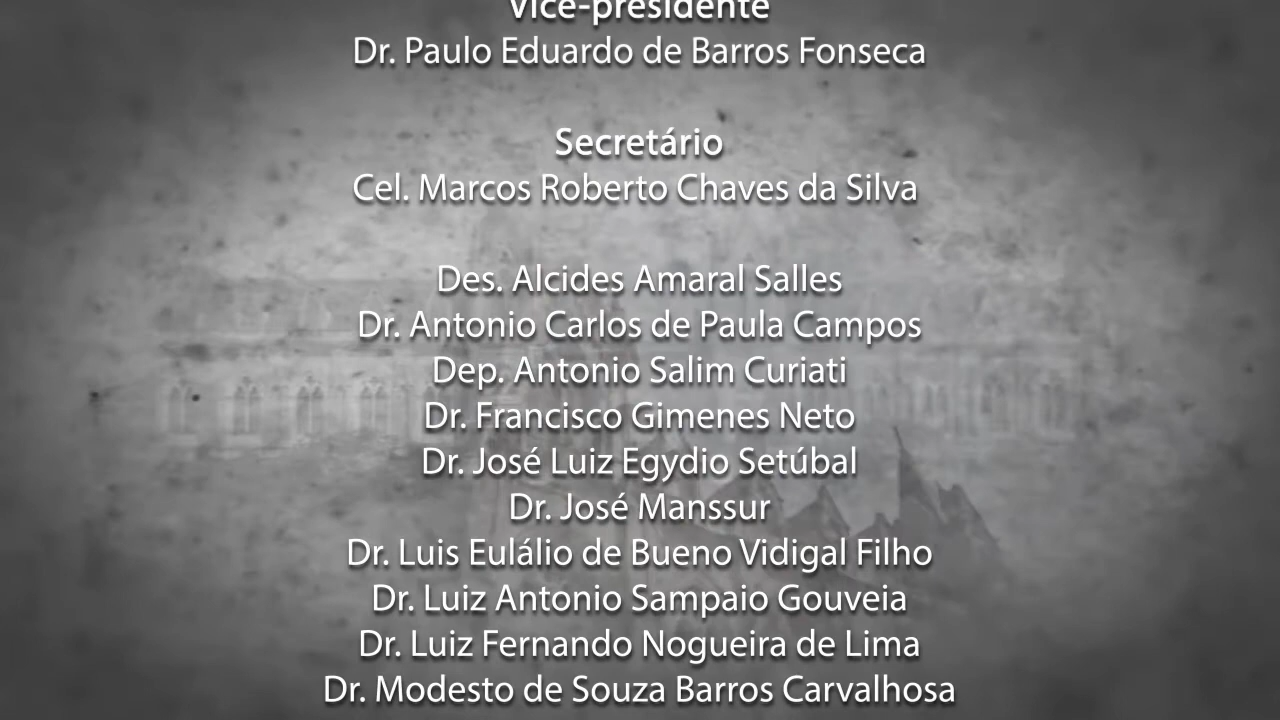 Vice-presidente
Dr. Paulo Eduardo de Barros Fonseca
Secretário
Cel. Marcos Roberto Chaves da Silva
Des. Alcides Amaral Salles
Dr. Antonio Carlos de Paula Campos
Dep. Antonio Salim Curiati
Dr. Francisco Gimenes Neto
Dr. José Luiz Egydio Setúbal
Dr. José Manssur
Dr. Luis Eulálio de Bueno Vidigal Filho
Dr. Luiz Antonio Sampaio Gouveia
Dr. Luiz Fernando Nogueira de Lima
Dr. Modesto de Souza Barros Carvalhosa